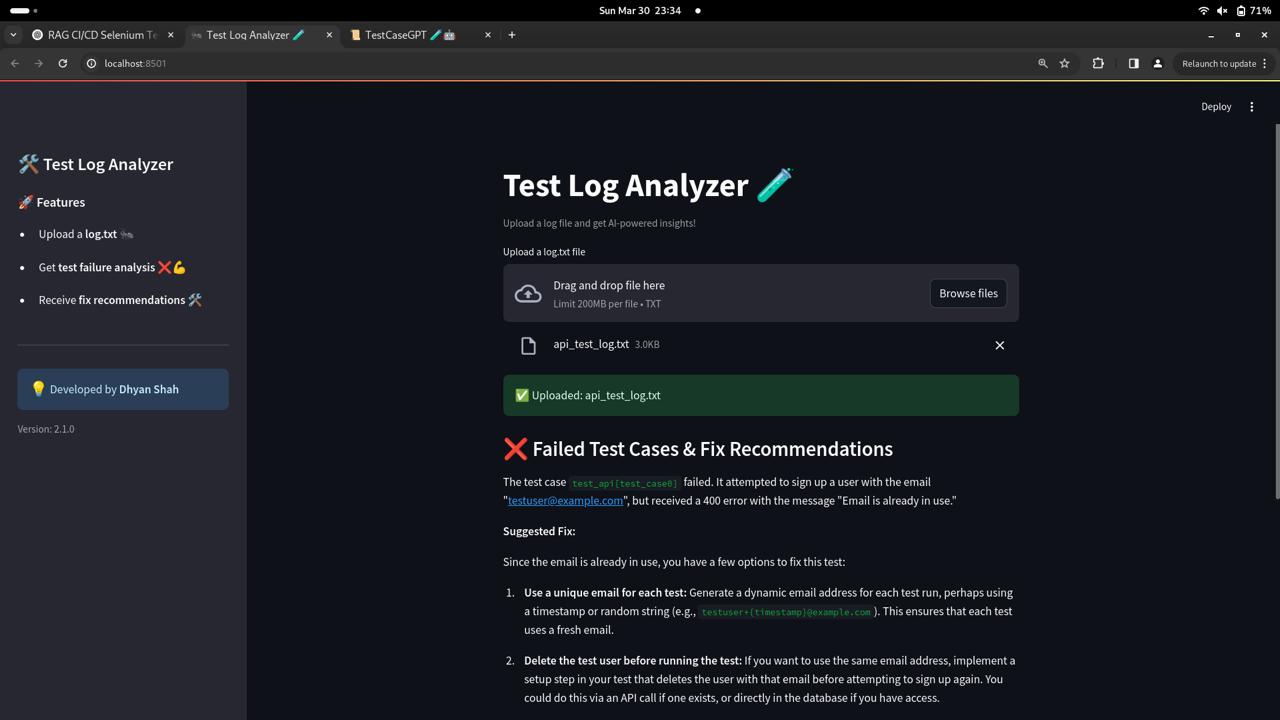 Sun Mar 30 23:34
71%
RAG CI/CD Selenium Te
Test Log Analyzer 🧪
TestCaseGPT 🧪🤖
localhost:8501
Relaunch to update
Deploy
🛠️ Test Log Analyzer
🚀 Features
• Upload a log.txt
• Get test failure analysis ❌💪
• Receive fix recommendations 🛠️
💡 Developed by Dhyan Shah
Version: 2.1.0
Test Log Analyzer 🧪
Upload a log file and get AI-powered insights!
Upload a log.txt file
Drag and drop file here
Limit 200MB per file • TXT
Browse files
api_test_log.txt 3.0KB
✅ Uploaded: api_test_log.txt
❌ Failed Test Cases & Fix Recommendations
The test case test_api[test_case0] failed. It attempted to sign up a user with the email
"testuser@example.com", but received a 400 error with the message "Email is already in use."
Suggested Fix:
Since the email is already in use, you have a few options to fix this test:
1. Use a unique email for each test: Generate a dynamic email address for each test run, perhaps using
a timestamp or random string (e.g., testuser+{timestamp}@example.com ). This ensures that each test
uses a fresh email.
2. Delete the test user before running the test: If you want to use the same email address, implement a
setup step in your test that deletes the user with that email before attempting to sign up again. You
could do this via an API call if one exists, or directly in the database if you have access.